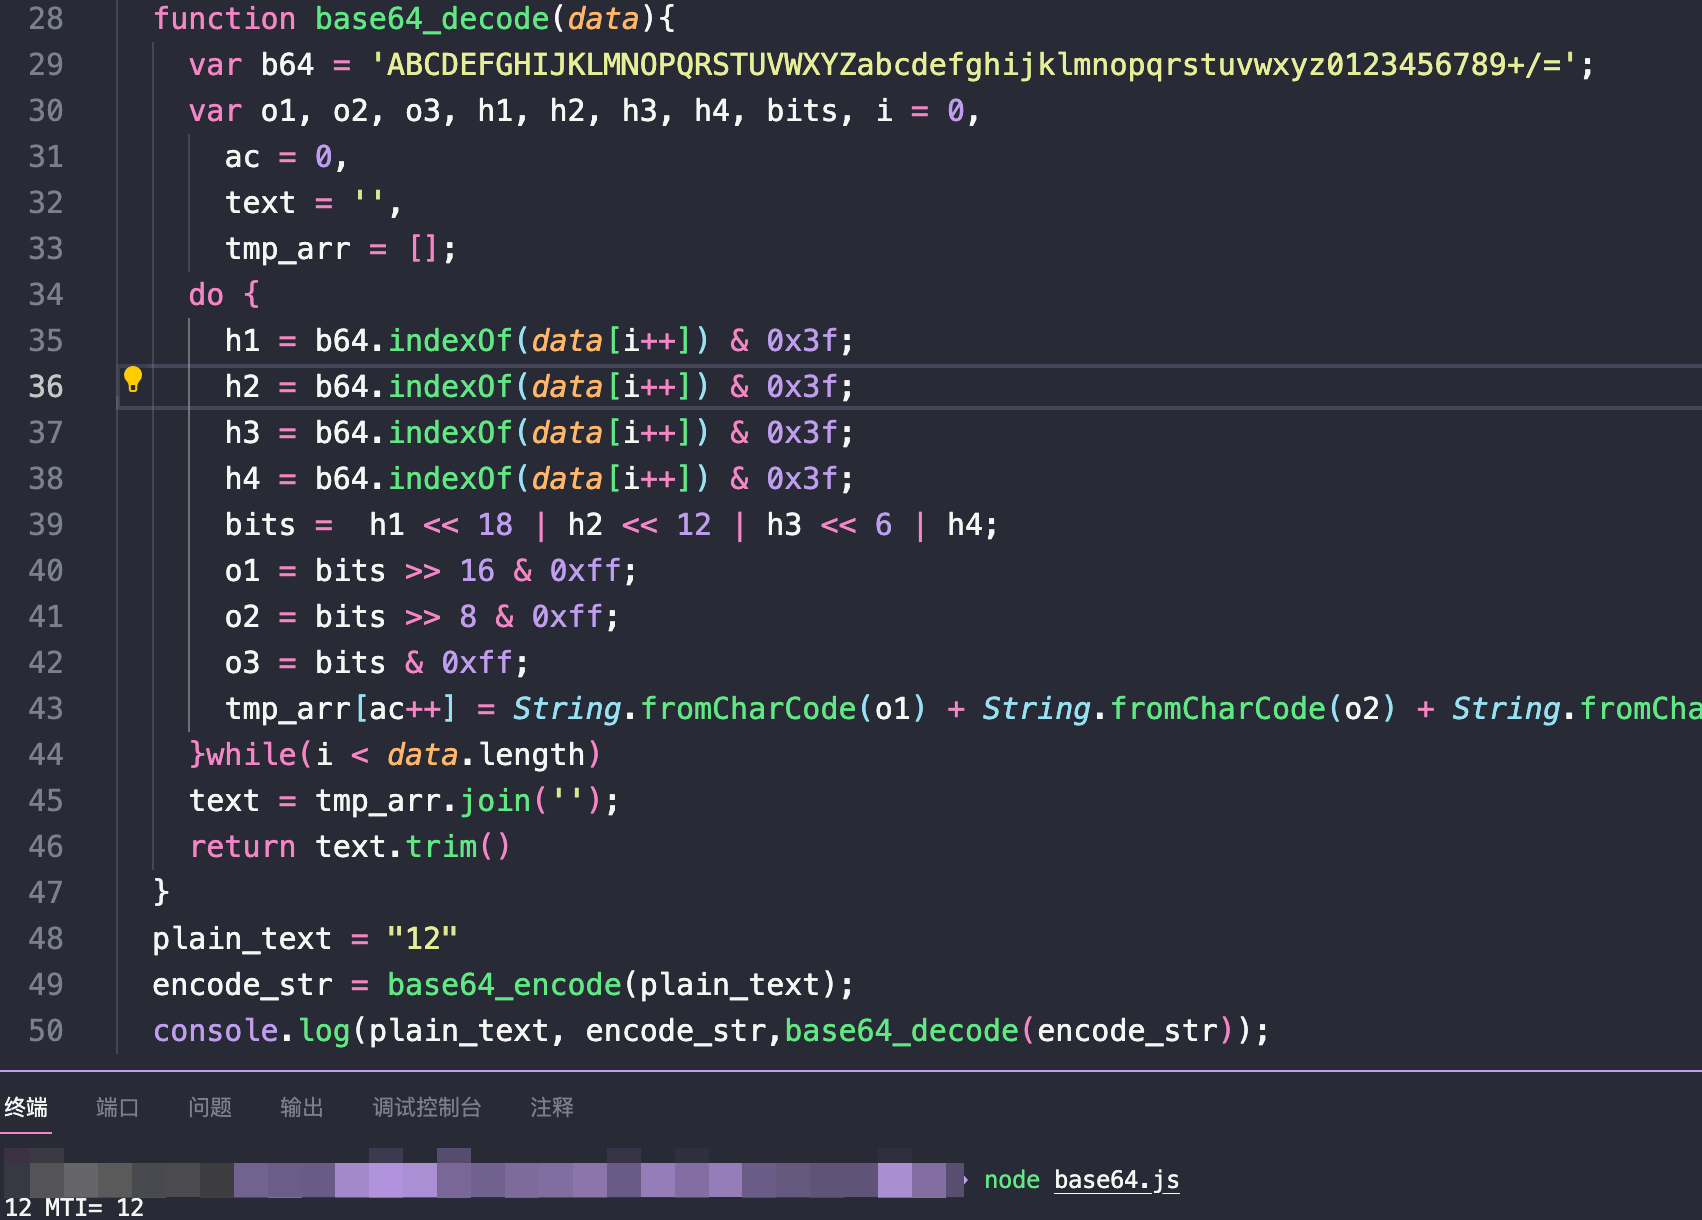 28 function base64_decode(data){
29 var b64 = 'ABCDEFGHIJKLMNOPQRSTUVWXYZabcdefghijklmnopqrstuvwxyz0123456789+/=';
30 var o1, o2, o3, h1, h2, h3, h4, bits, i = 0,
31 ac = 0,
32 text = '',
33 tmp_arr = [];
34 do {
35 h1 = b64.indexOf(data[i++]) & 0x3f;
36 h2 = b64.indexOf(data[i++]) & 0x3f;
37 h3 = b64.indexOf(data[i++]) & 0x3f;
38 h4 = b64.indexOf(data[i++]) & 0x3f;
39 bits =  h1 << 18 | h2 << 12 | h3 << 6 | h4;
40 o1 = bits >> 16 & 0xff;
41 o2 = bits >> 8 & 0xff;
42 o3 = bits & 0xff;
43 tmp_arr[ac++] = String.fromCharCode(o1) + String.fromCharCode(o2) + String.fromCha
44 }while(i < data.length)
45 text = tmp_arr.join('');
46 return text.trim()
47 }
48 plain_text = "12"
49 encode_str = base64_encode(plain_text);
50 console.log(plain_text, encode_str,base64_decode(encode_str));
终端 端口 问题 输出 调试控制台 注释
node base64.js
12 MTI= 12